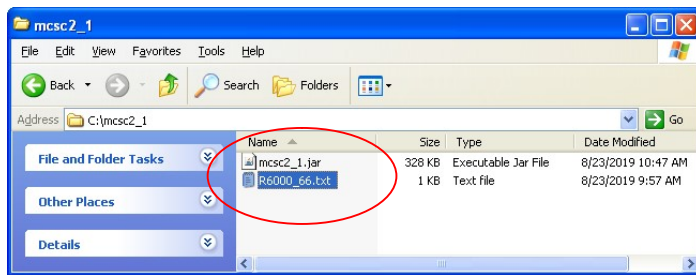 mcsc2_1
File Edit View Favorites Tools Help
Back Search Folders
Address C:\mcsc2_1 Go
Name Size Type Date Modified
File and Folder Tasks
mcsc2_1.jar 328 KB Executable Jar File 8/23/2019 10:47 AM
R6000_66.txt 1 KB Text file 8/23/2019 9:57 AM
Other Places
Details